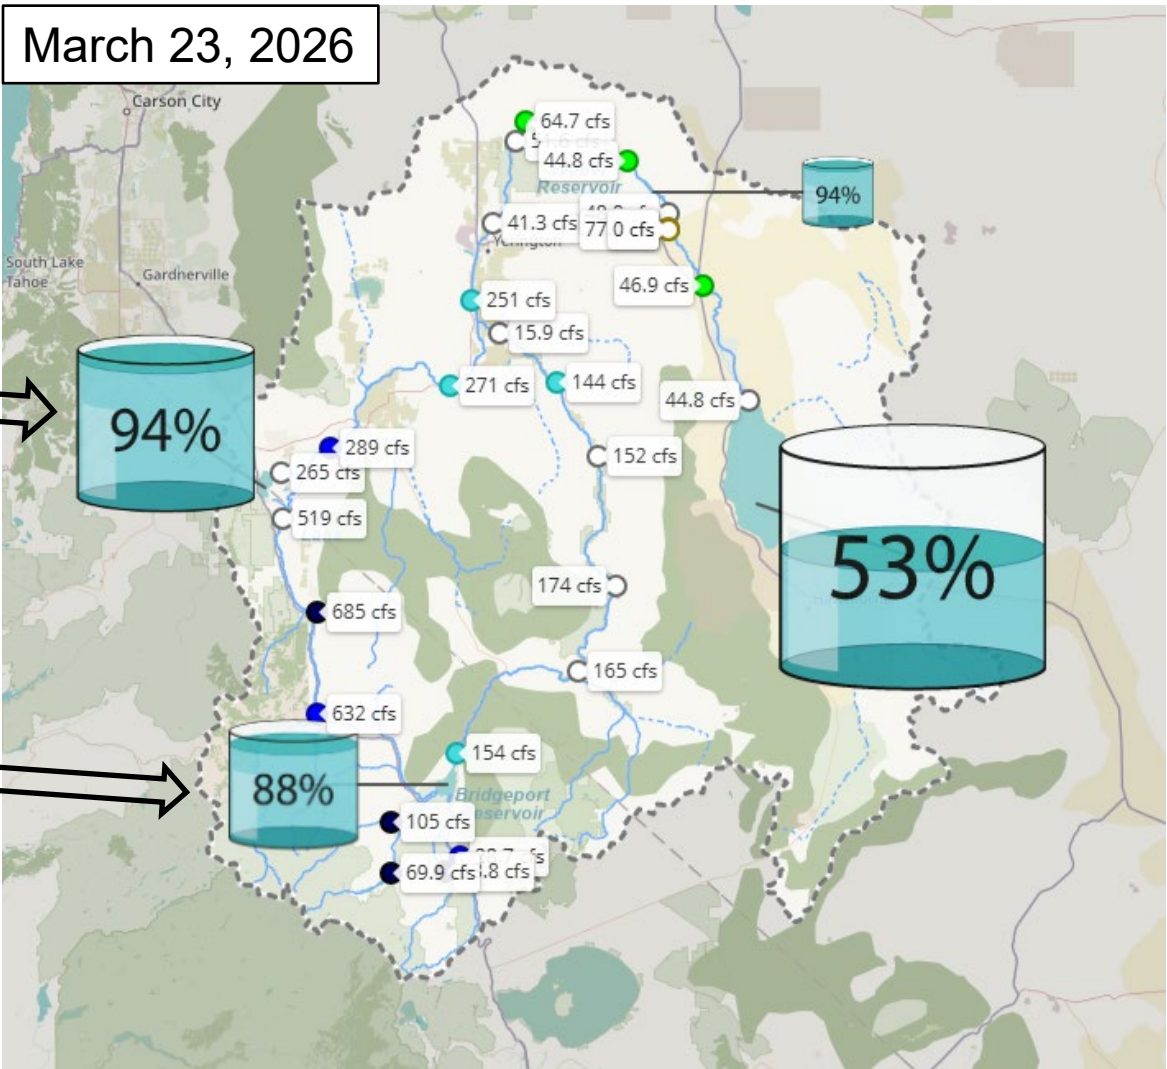 March 23, 2026
Carson City
64.7 cfs
44.8 cfs
Reservoir
94%
41.3 cfs
77.0 cfs
Yerington
South Lake
Tahoe
Gardnerville
46.9 cfs
251 cfs
15.9 cfs
271 cfs
144 cfs
44.8 cfs
94%
289 cfs
265 cfs
152 cfs
519 cfs
53%
174 cfs
685 cfs
165 cfs
632 cfs
154 cfs
88%
Bridgeport
Reservoir
105 cfs
69.9 cfs